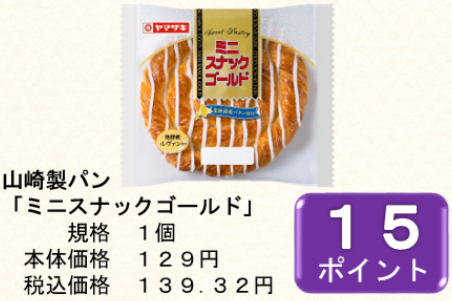 ヤマザキ
Sweet Pastry
ミニ
スナック
ゴールド
山崎製パン
「ミニスナックゴールド」
規格 1個
本体価格 129円
税込価格 139.32円
15
ポイント